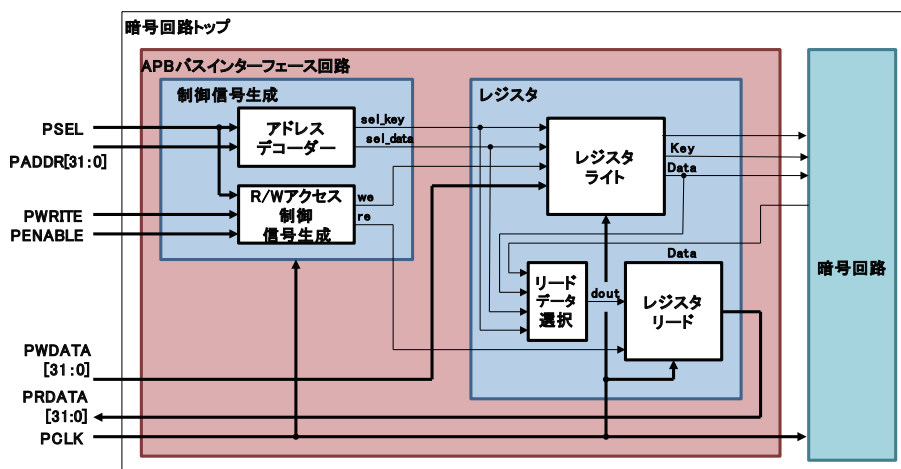 暗号回路トップ
APBバスインターフェース回路
制御信号生成
レジスタ
PSEL
PADDR[31:0]
PWRITE
PENABLE
PWDATA
[31:0]
PRDATA
[31:0]
PCLK
アドレス
デコーダー
sel_key
sel_data
R/Wアクセス
制御
信号生成
we
re
レジスタ
ライト
Key
Data
リード
データ
選択
dout
Data
レジスタ
リード
暗号回路